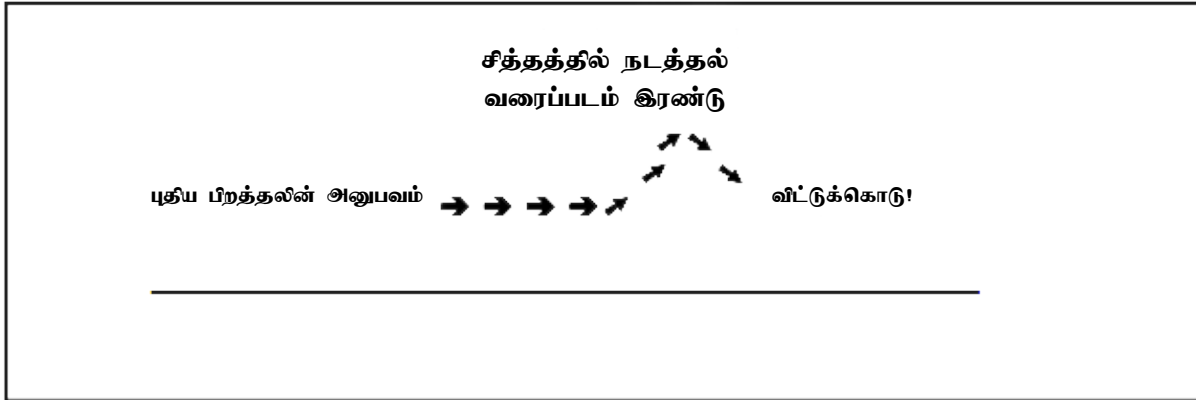 சித்தத்தில் நடத்தல்
வரைப்படம் இரண்டு
புதிய பிறத்தலின் அனுபவம் விட்டுக்கொடு!